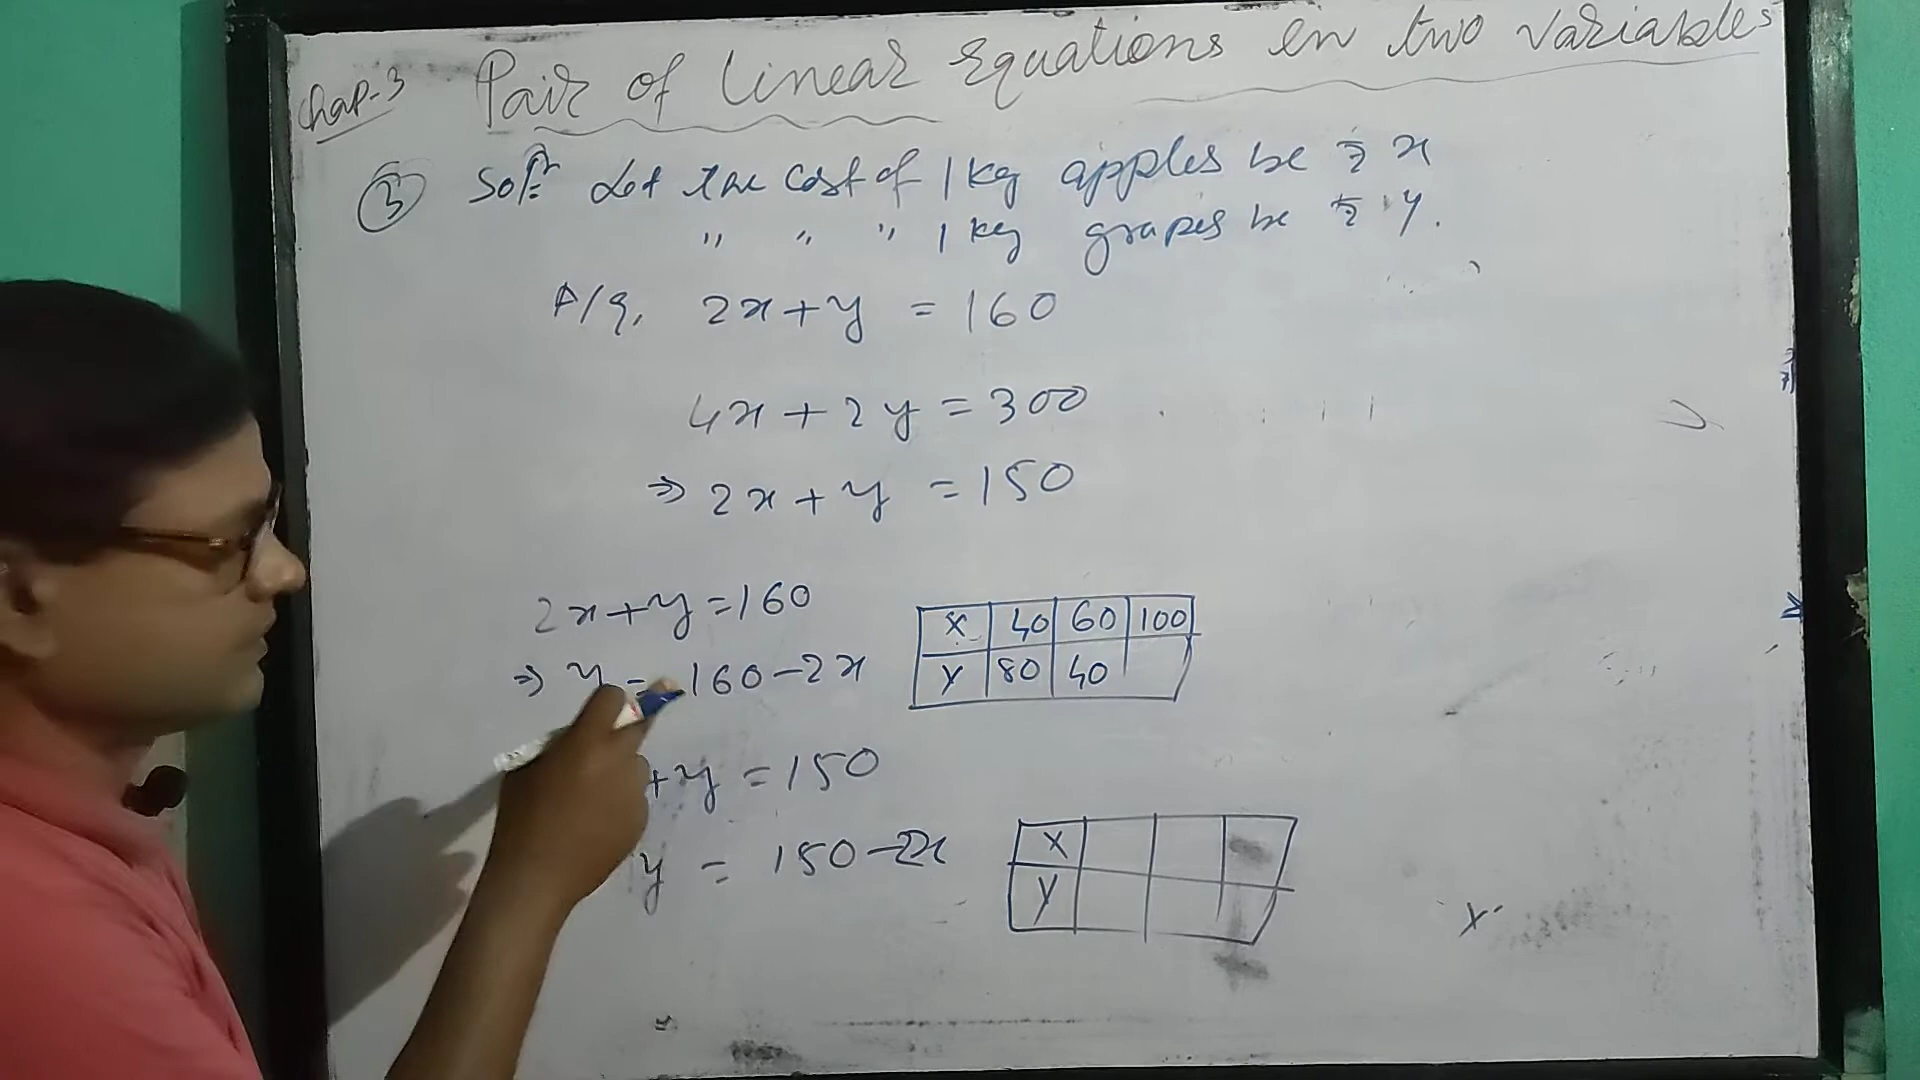 Chap-3 Pair of Linear Equations in two variables
③ Solⁿ: Let the cost of 1 kg apples be ₹ x
" " " 1 kg grapes be ₹ y.
A/q, 2x + y = 160
4x + 2y = 300
⇒ 2x + y = 150
2x + y = 160
⇒ y = 160 - 2x
X 40 60 100
Y 80 40
+ y = 150
y = 150 - 2x
X
Y
x